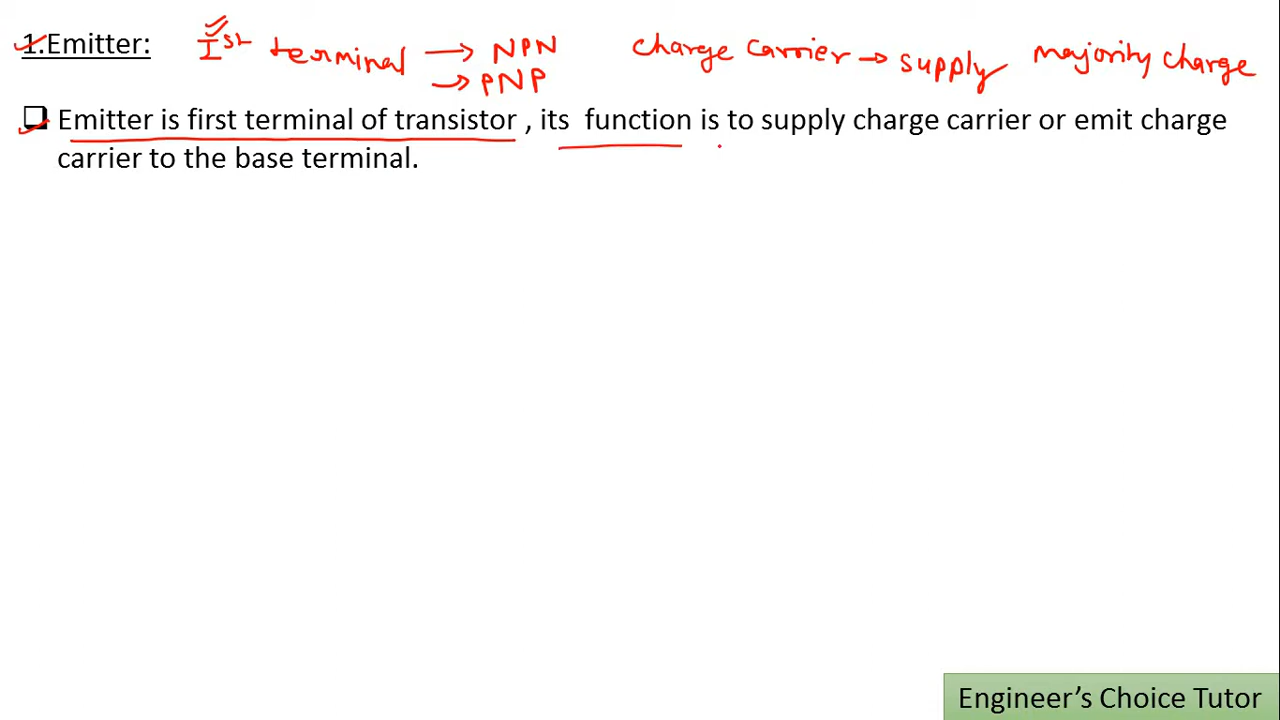 1.Emitter: Ist terminal → NPN charge carrier → supply majority charge
→ PNP
Emitter is first terminal of transistor , its function is to supply charge carrier or emit charge
carrier to the base terminal.
Engineer’s Choice Tutor